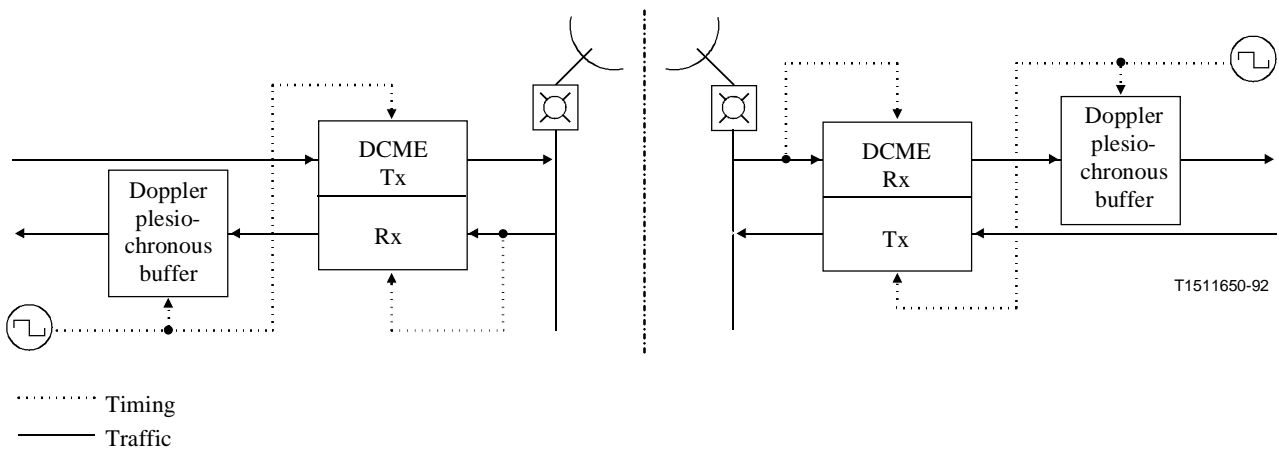 DCME
Tx
Rx
Doppler
plesio-
chronous
buffer
DCME
Rx
Tx
Doppler
plesio-
chronous
buffer
T1511650-92
Timing
Traffic